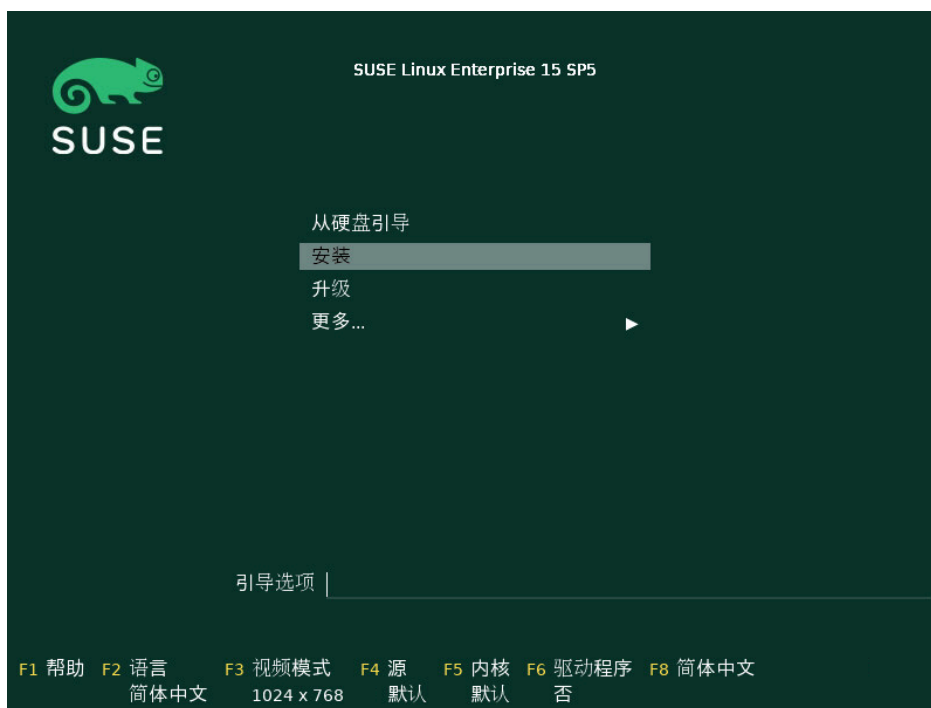 SUSE Linux Enterprise 15 SP5
SUSE
从硬盘引导
安装
升级
更多...
引导选项
F1 帮助 F2 语言 F3 视频模式 F4 源 F5 内核 F6 驱动程序 F8 简体中文
简体中文 1024 x 768 默认 默认 否